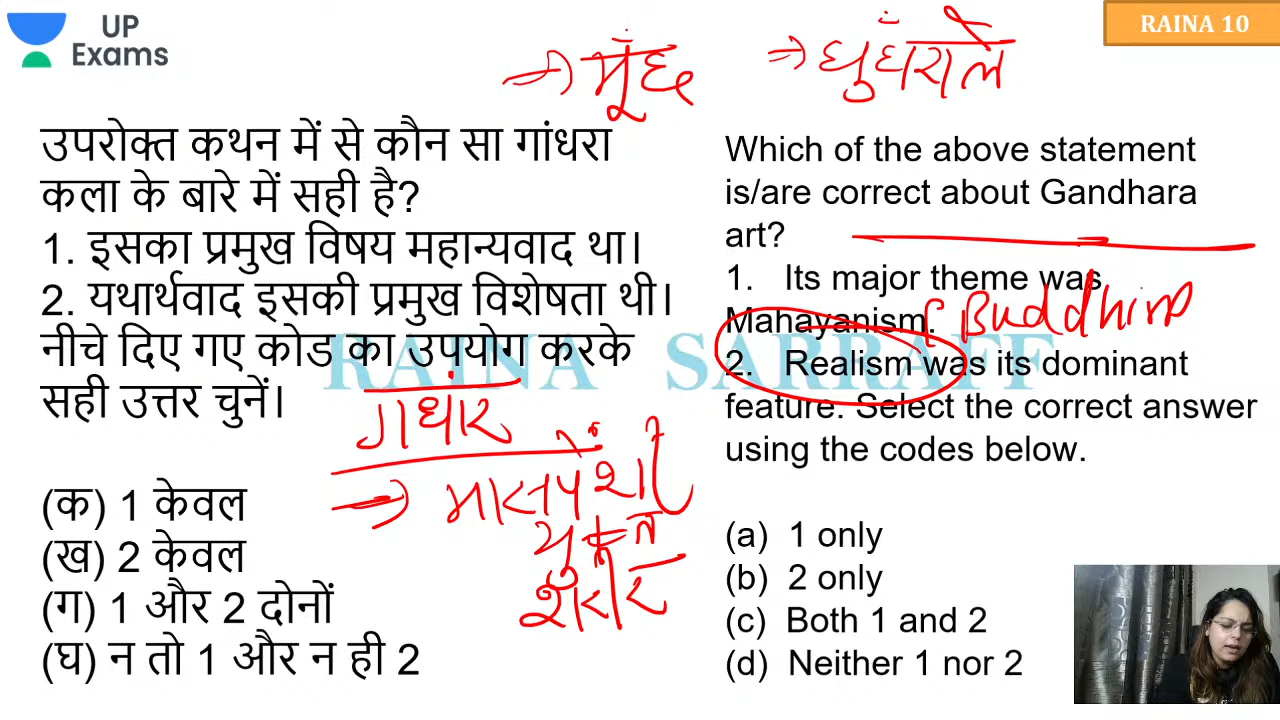 UP
Exams
RAINA 10
→ मूंछ
→ घुंघराले
उपरोक्त कथन में से कौन सा गांधरा
कला के बारे में सही है?
1. इसका प्रमुख विषय महान्यवाद था।
2. यथार्थवाद इसकी प्रमुख विशेषता थी।
नीचे दिए गए कोड का उपयोग करके
सही उत्तर चुनें।
(क) 1 केवल
(ख) 2 केवल
(ग) 1 और 2 दोनों
(घ) न तो 1 और न ही 2
गधांर
→ मासपेशी
युक्त
शरीर
RAINA SARRAFF
Which of the above statement
is/are correct about Gandhara
art?
1. Its major theme was
Mahayanism.
Buddhism
2. Realism was its dominant
feature. Select the correct answer
using the codes below.
(a) 1 only
(b) 2 only
(c) Both 1 and 2
(d) Neither 1 nor 2